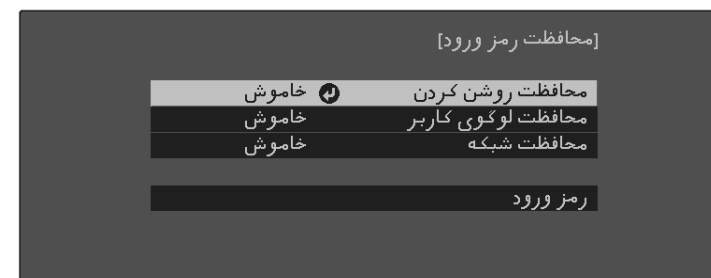 [محافظت رمز ورود]
محافظت روشن کردن خاموش
محافظت لوگوی کاربر خاموش
محافظت شبکه خاموش
رمز ورود